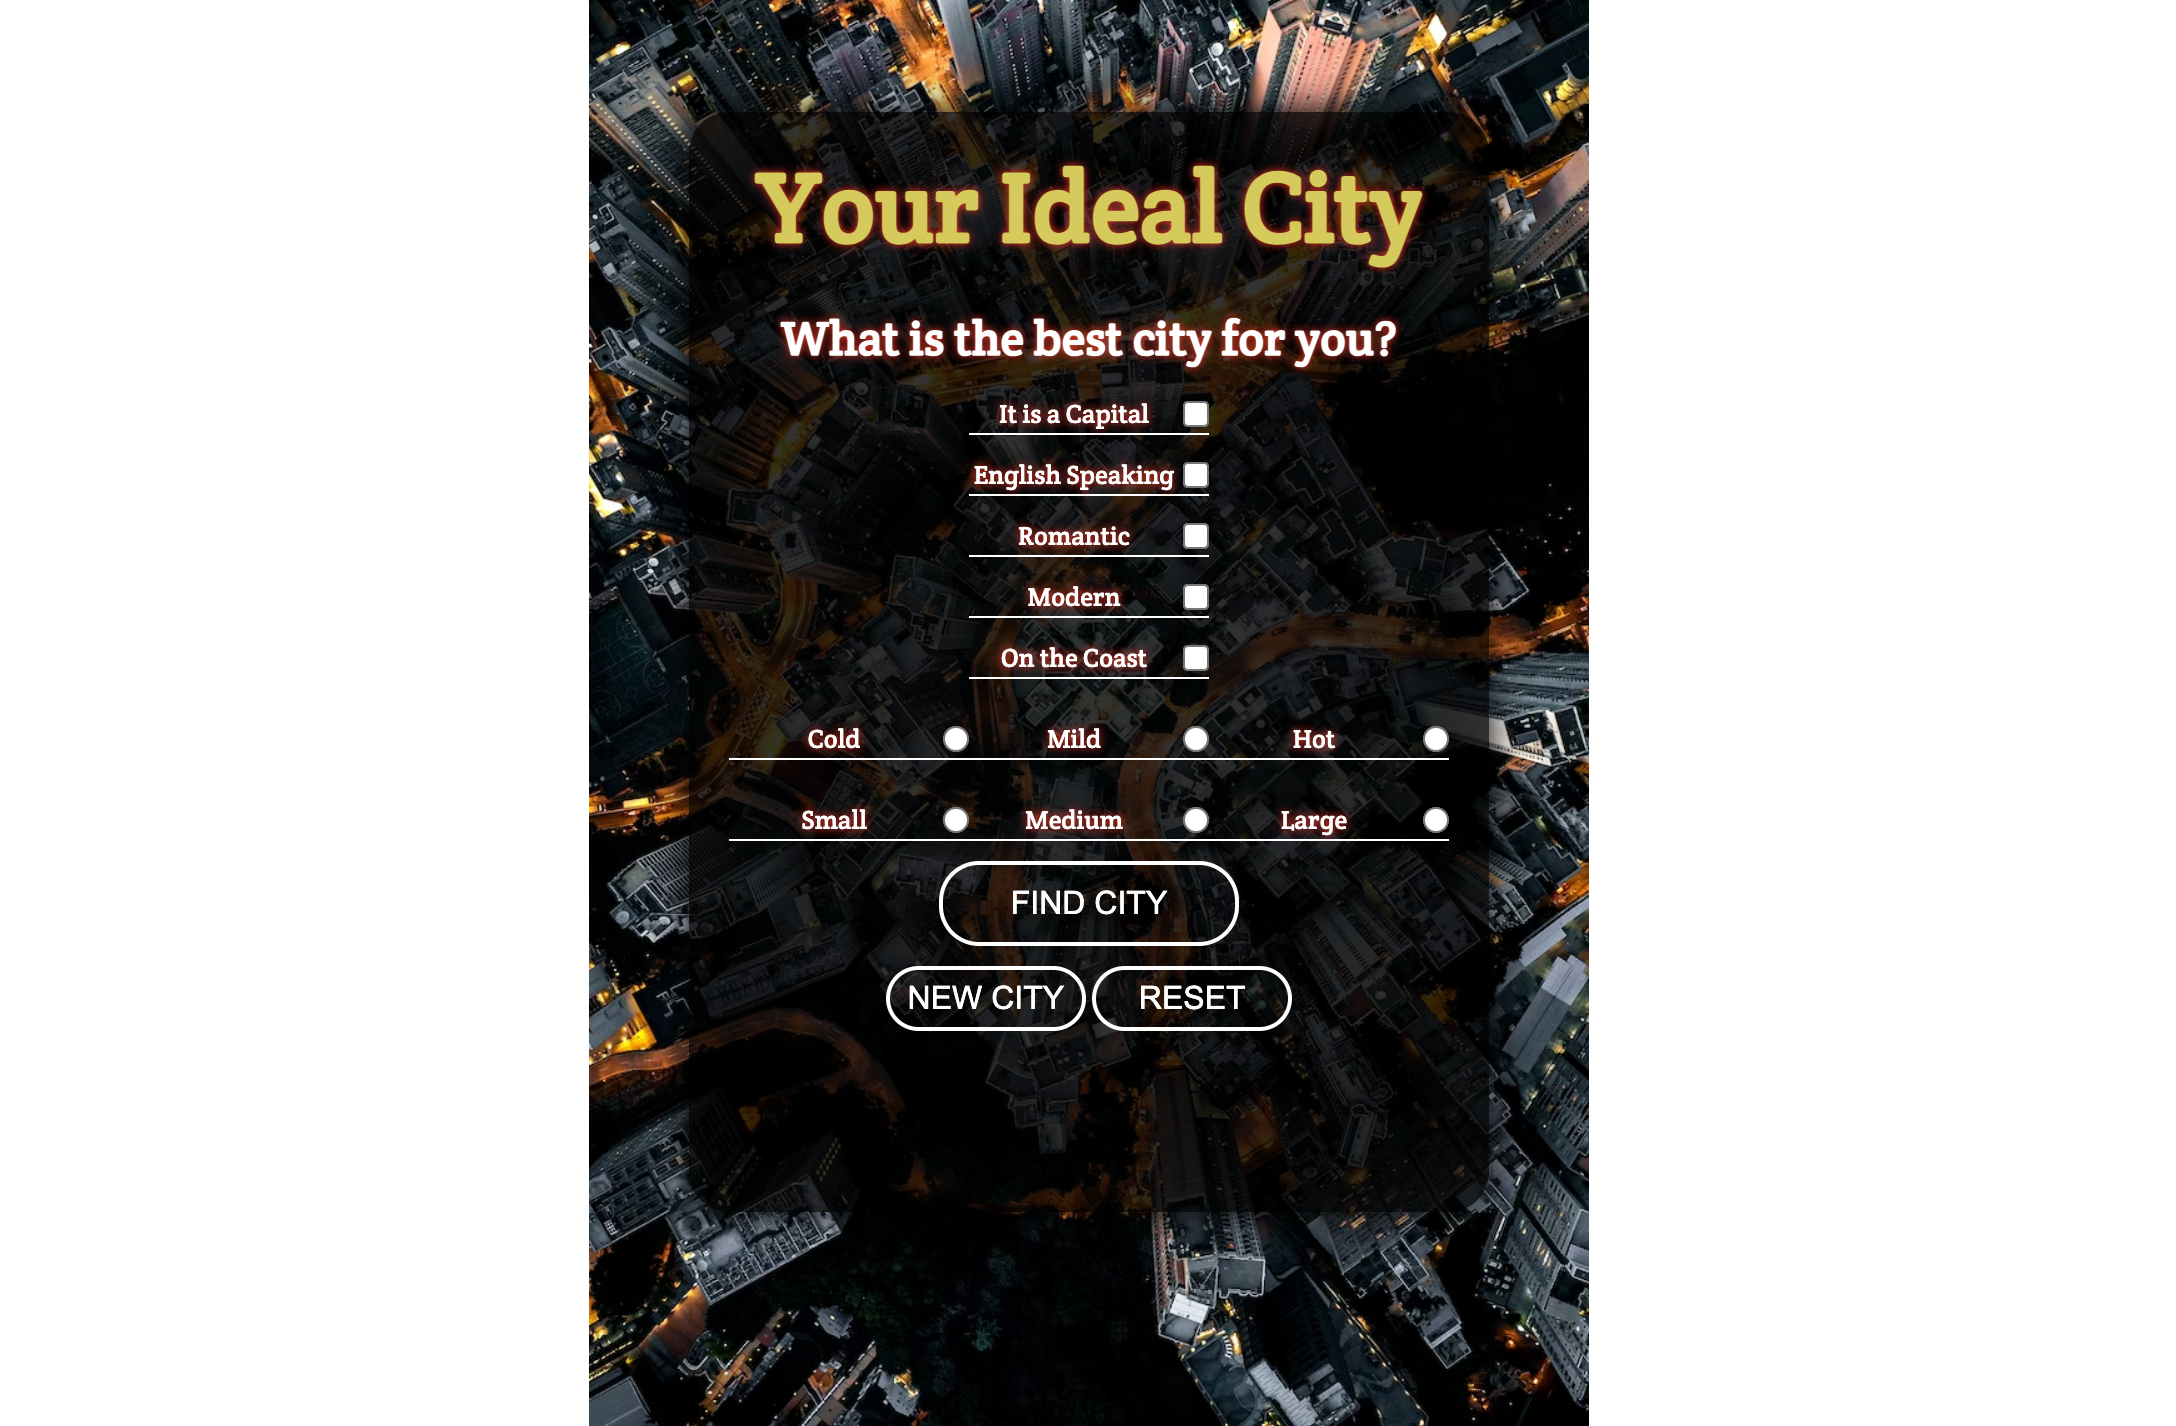 Your Ideal City
What is the best city for you?
It is a Capital
English Speaking
Romantic
Modern
On the Coast
Cold Mild Hot
Small Medium Large
FIND CITY
NEW CITY RESET